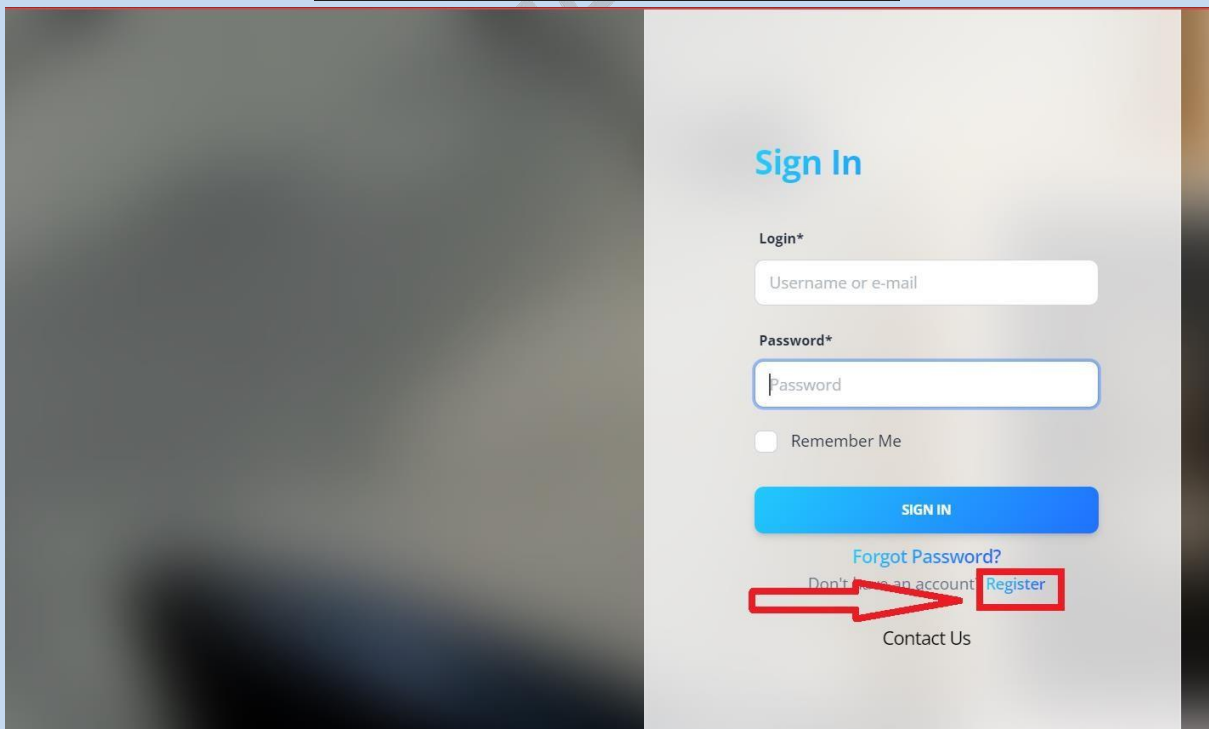 Sign In
Login*
Username or e-mail
Password*
Password
Remember Me
SIGN IN
Forgot Password?
Don't have an account? Register
Contact Us